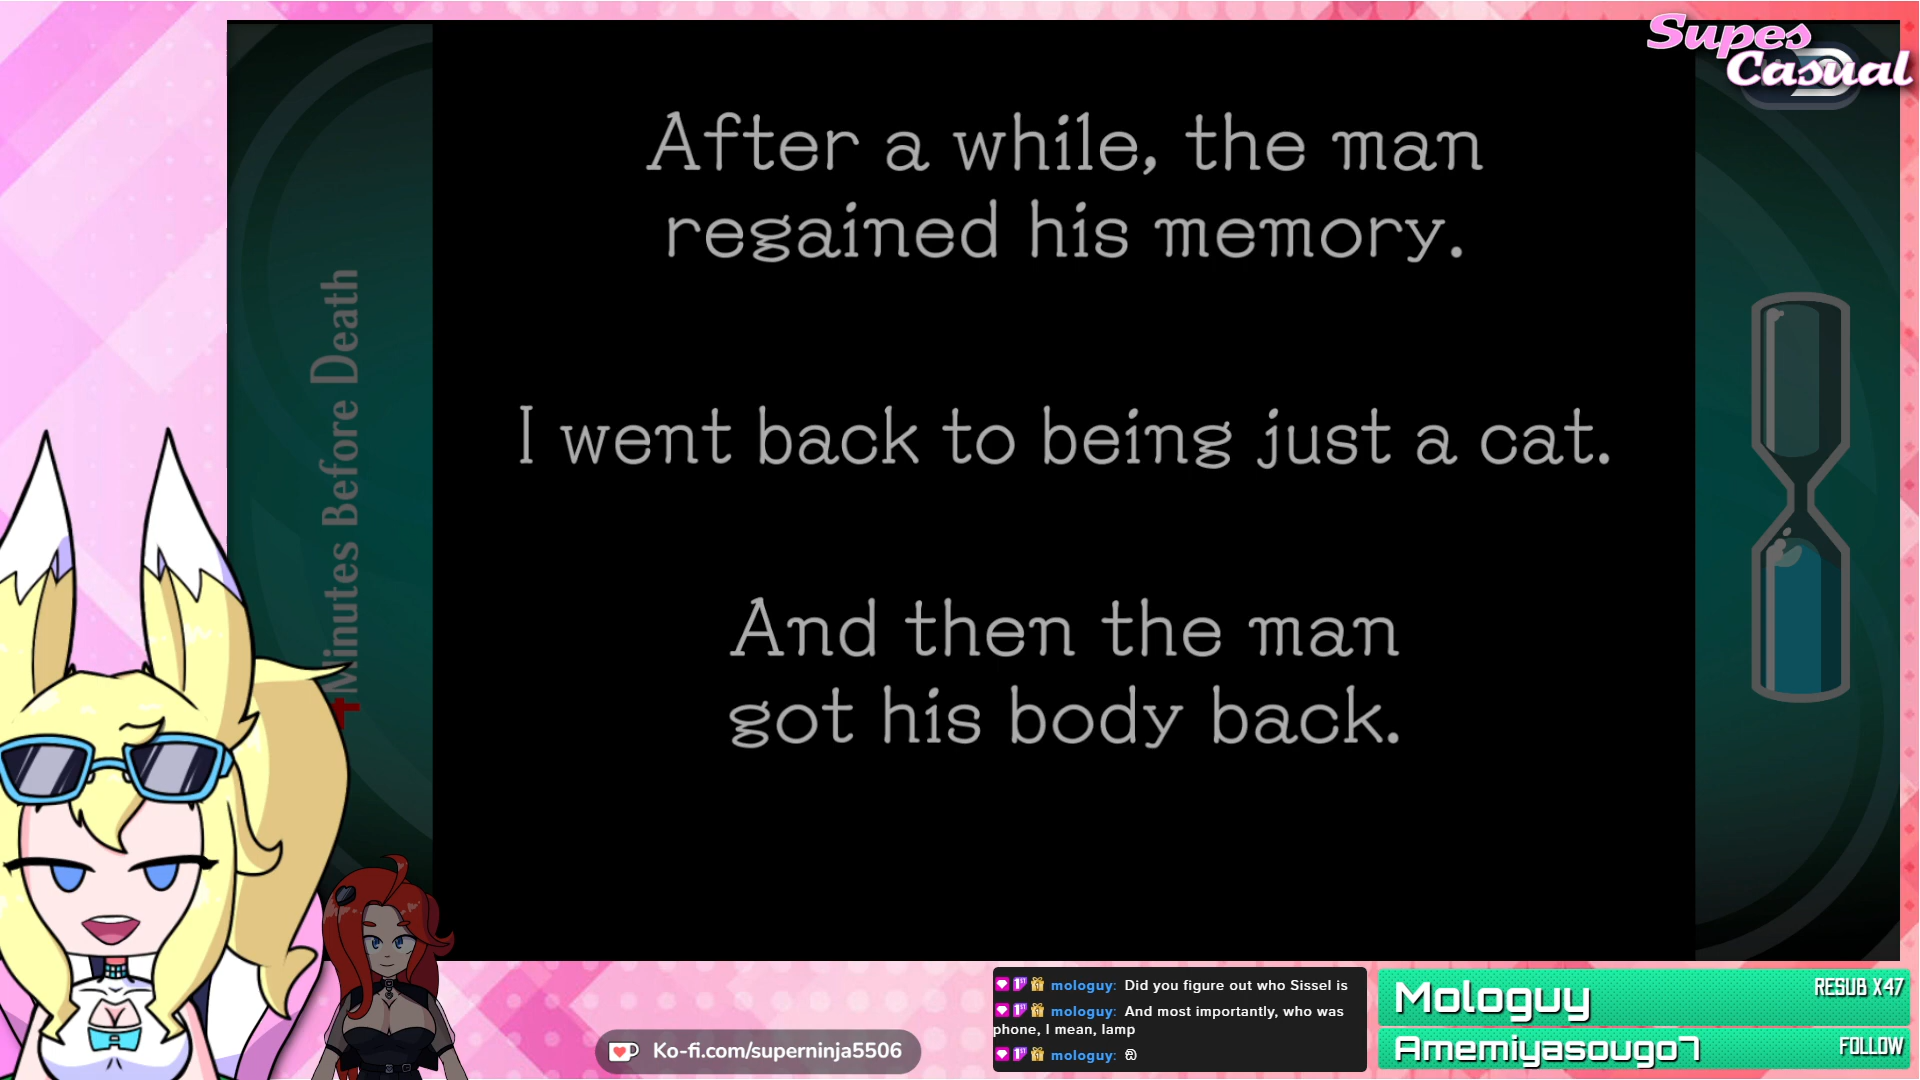 Supes
Casual
After a while, the man
regained his memory.
I went back to being just a cat.
And then the man
got his body back.
Minutes Before Death
Ko-fi.com/superninja5506
mologuy: Did you figure out who Sissel is
mologuy: And most importantly, who was
phone, I mean, lamp
mologuy:
Mologuy RESUB X47
Amemiyasougo7 FOLLOW